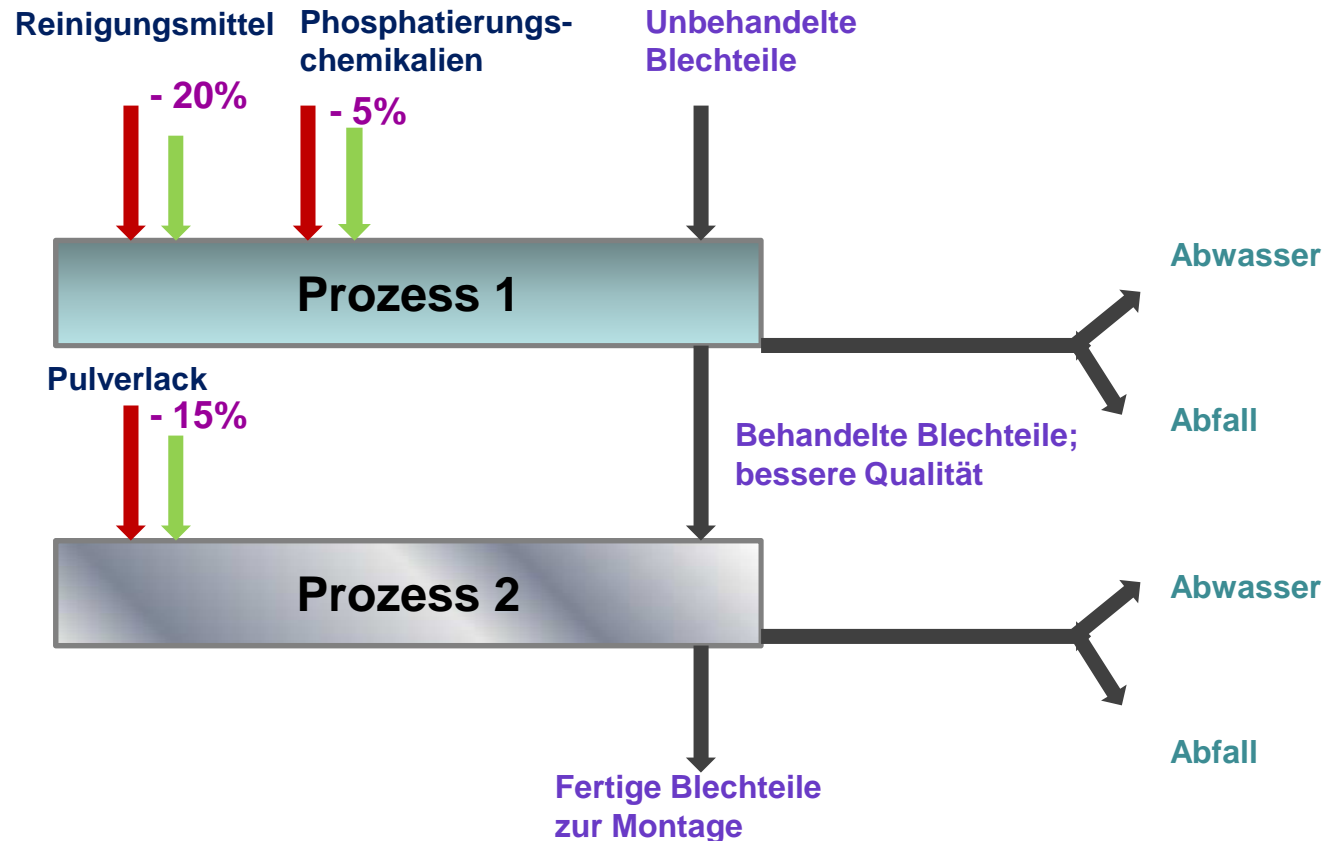 Reinigungsmittel
Phosphatierungs-
chemikalien
Unbehandelte
Blechteile
- 20%
- 5%
Prozess 1
Abwasser
Abfall
Pulverlack
- 15%
Behandelte Blechteile;
bessere Qualität
Prozess 2
Abwasser
Abfall
Fertige Blechteile
zur Montage